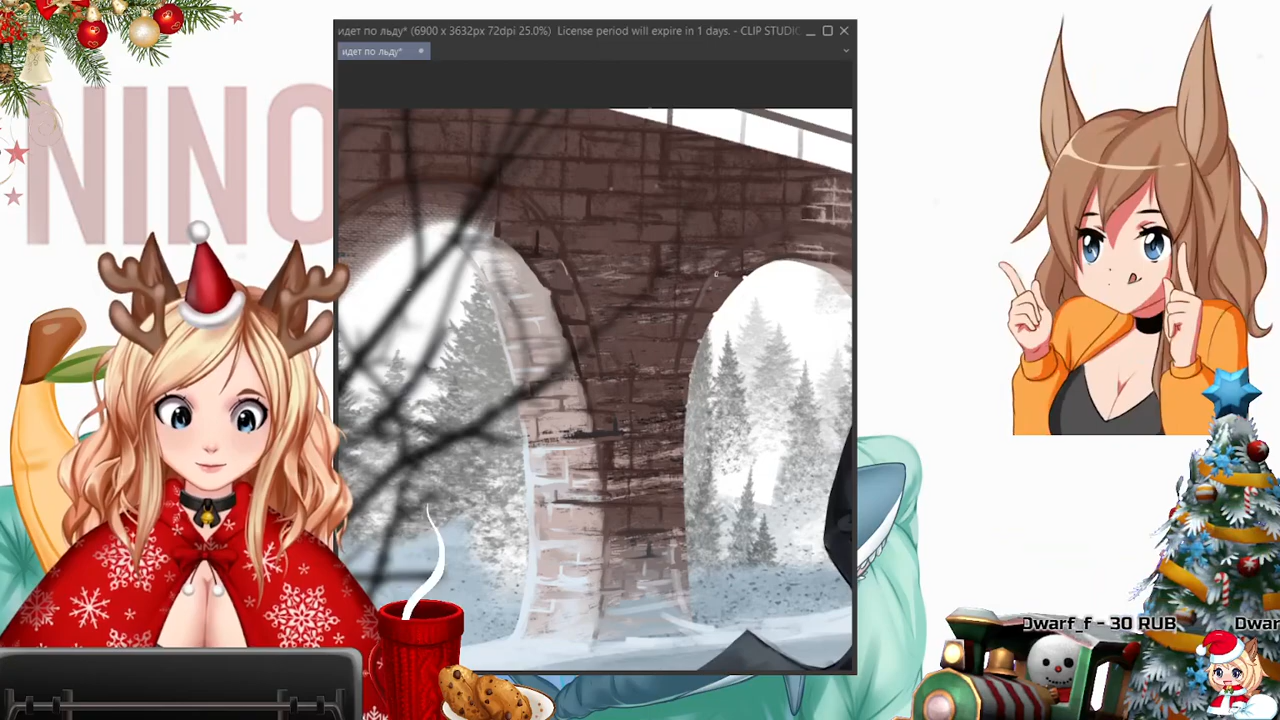 NINO
идет по льду* (6900 x 3632px 72dpi 25.0%) License period will expire in 1 days. - CLIP STUDIO
идет по льду*
Dwarf_f - 30 RUB
Dwar